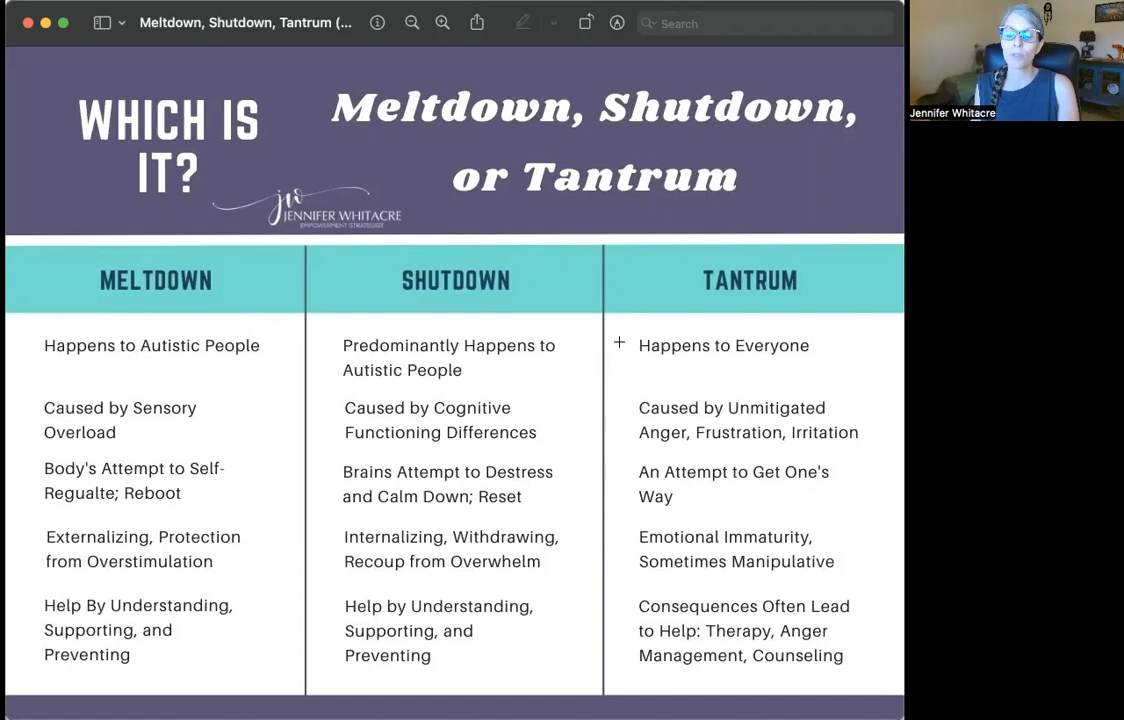 Meltdown, Shutdown, Tantrum (...
Search
Jennifer Whitacre
WHICH IS
IT?
Meltdown, Shutdown,
or Tantrum
jw
JENNIFER WHITACRE
EMPOWERMENT STRATEGIST
MELTDOWN
SHUTDOWN
TANTRUM
Happens to Autistic People
Predominantly Happens to
Autistic People
Happens to Everyone
Caused by Sensory
Overload
Caused by Cognitive
Functioning Differences
Caused by Unmitigated
Anger, Frustration, Irritation
Body's Attempt to Self-
Regualte; Reboot
Brains Attempt to Destress
and Calm Down; Reset
An Attempt to Get One's
Way
Externalizing, Protection
from Overstimulation
Internalizing, Withdrawing,
Recoup from Overwhelm
Emotional Immaturity,
Sometimes Manipulative
Help By Understanding,
Supporting, and
Preventing
Help by Understanding,
Supporting, and
Preventing
Consequences Often Lead
to Help: Therapy, Anger
Management, Counseling